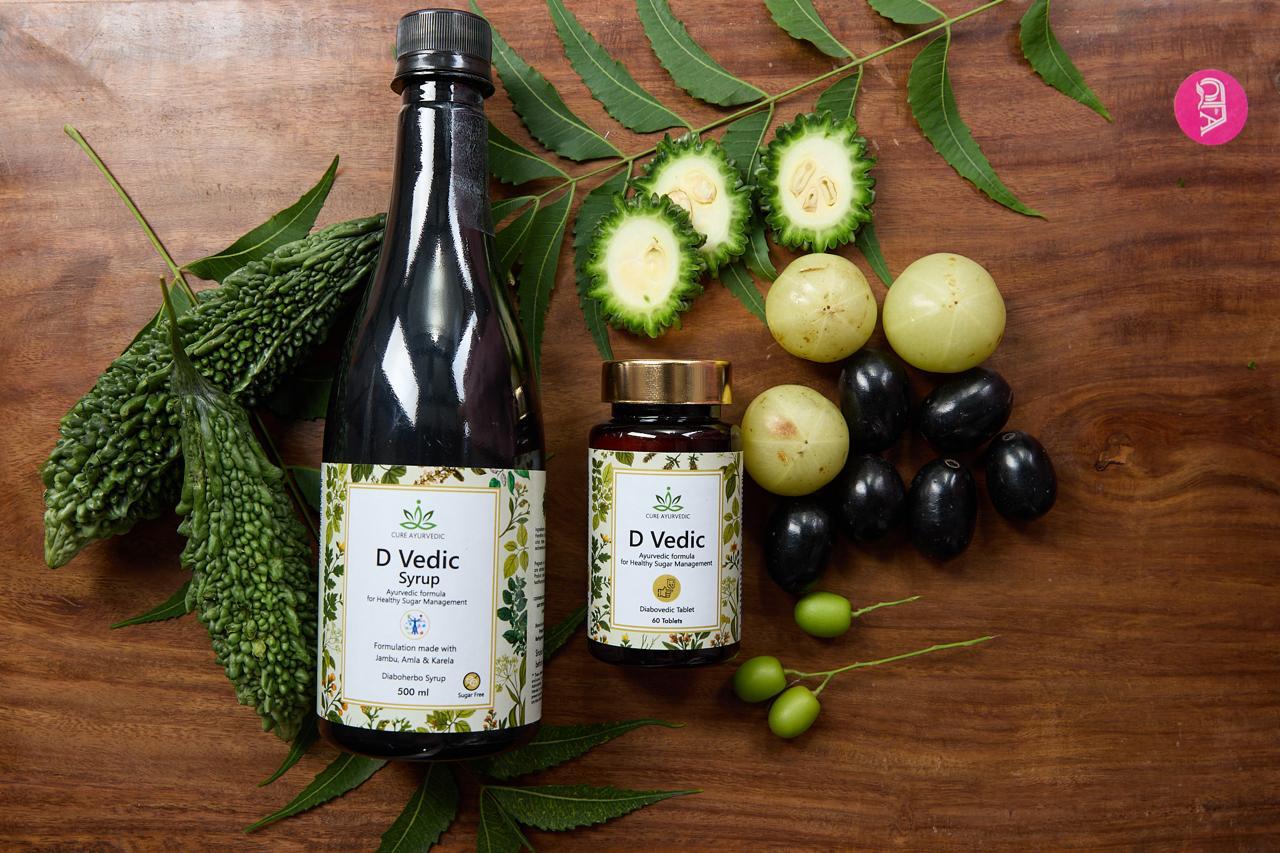 CURE AYURVEDIC
D Vedic
Syrup
Ayurvedic formula
for Healthy Sugar Management
Formulation made with
Jambu, Amla & Karela
Diaboherbo Syrup
500 ml
Sugar Free
CURE AYURVEDIC
D Vedic
Ayurvedic formula
for Healthy Sugar Management
Diabovedic Tablet
60 Tablets